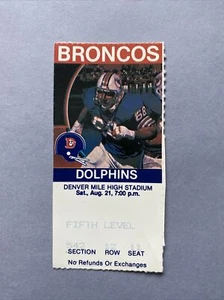 BRONCOS
DOLPHINS
DENVER MILE HIGH STADIUM
Sat., Aug. 21, 7:00 p.m.
FIFTH LEVEL
SECTION ROW SEAT
No Refunds Or Exchanges